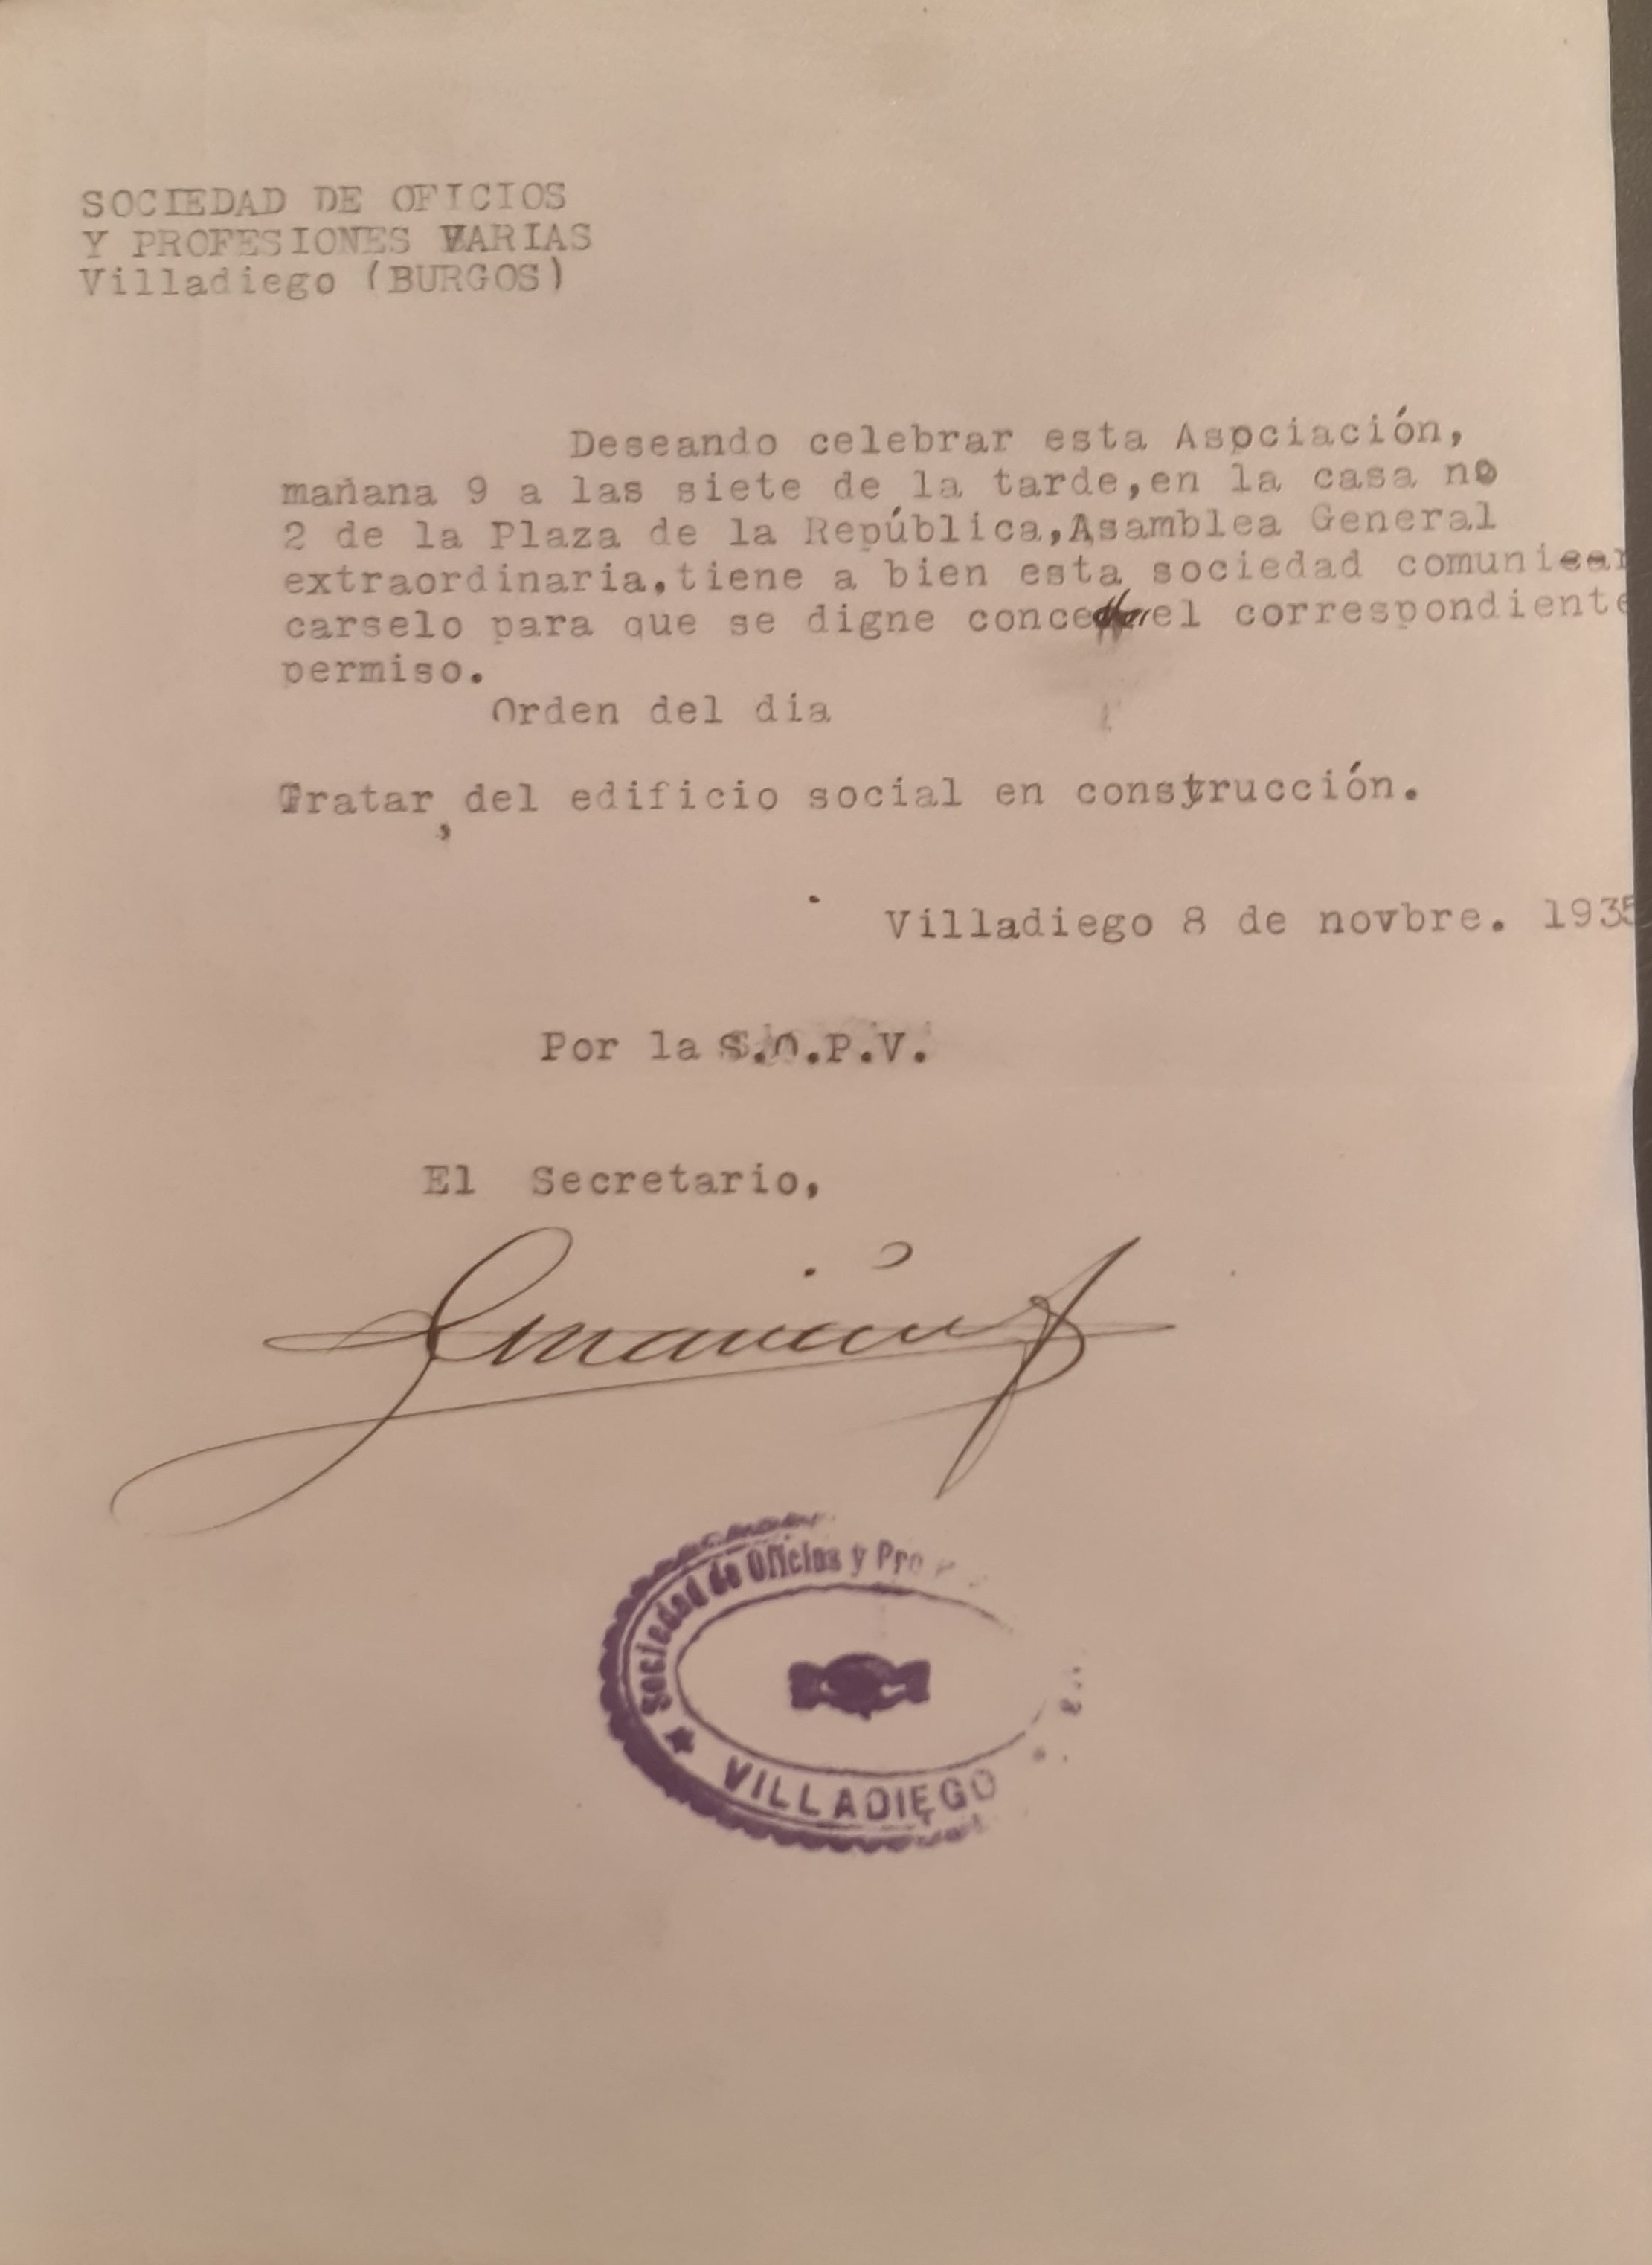 SOCIEDAD DE OFICIOS
Y PROFESIONES VARIAS
Villadiego (BURGOS)
Deseando celebrar esta Aspciación,
mañana 9 a las siete de la tarde,en la casa no
2 de la Plaza de la República,Asamblea General
extraordinaria,tiene a bien esta sociedad comunicar
carselo para que se digne conceder el correspondiente
permiso.
Orden del dia
Tratar, del edificio social en construcción.
Villadiego 8 de novbre. 1935
Por la S.O.P.V.
El Secretario,
Sociedad de Oficios y Pro
VILLADIEGO